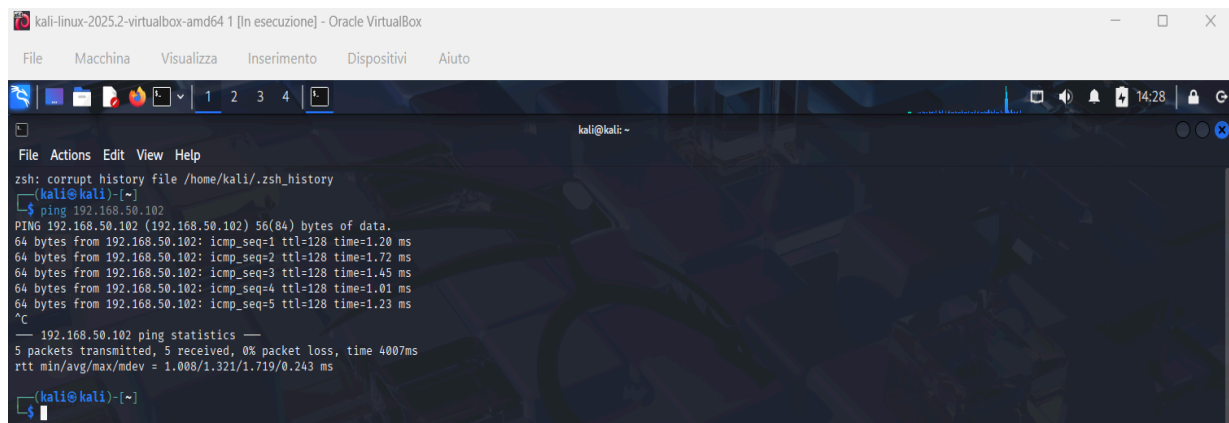 kali-linux-2025.2-virtualbox-amd64 1 [In esecuzione] - Oracle VirtualBox
File Macchina Visualizza Inserimento Dispositivi Aiuto
1 2 3 4 14:28
kali@kali: ~
File Actions Edit View Help
zsh: corrupt history file /home/kali/.zsh_history
┌──(kali㉿kali)-[~]
└─$ ping 192.168.50.102
PING 192.168.50.102 (192.168.50.102) 56(84) bytes of data.
64 bytes from 192.168.50.102: icmp_seq=1 ttl=128 time=1.20 ms
64 bytes from 192.168.50.102: icmp_seq=2 ttl=128 time=1.72 ms
64 bytes from 192.168.50.102: icmp_seq=3 ttl=128 time=1.45 ms
64 bytes from 192.168.50.102: icmp_seq=4 ttl=128 time=1.01 ms
64 bytes from 192.168.50.102: icmp_seq=5 ttl=128 time=1.23 ms
^C
— 192.168.50.102 ping statistics —
5 packets transmitted, 5 received, 0% packet loss, time 4007ms
rtt min/avg/max/mdev = 1.008/1.321/1.719/0.243 ms
┌──(kali㉿kali)-[~]
└─$